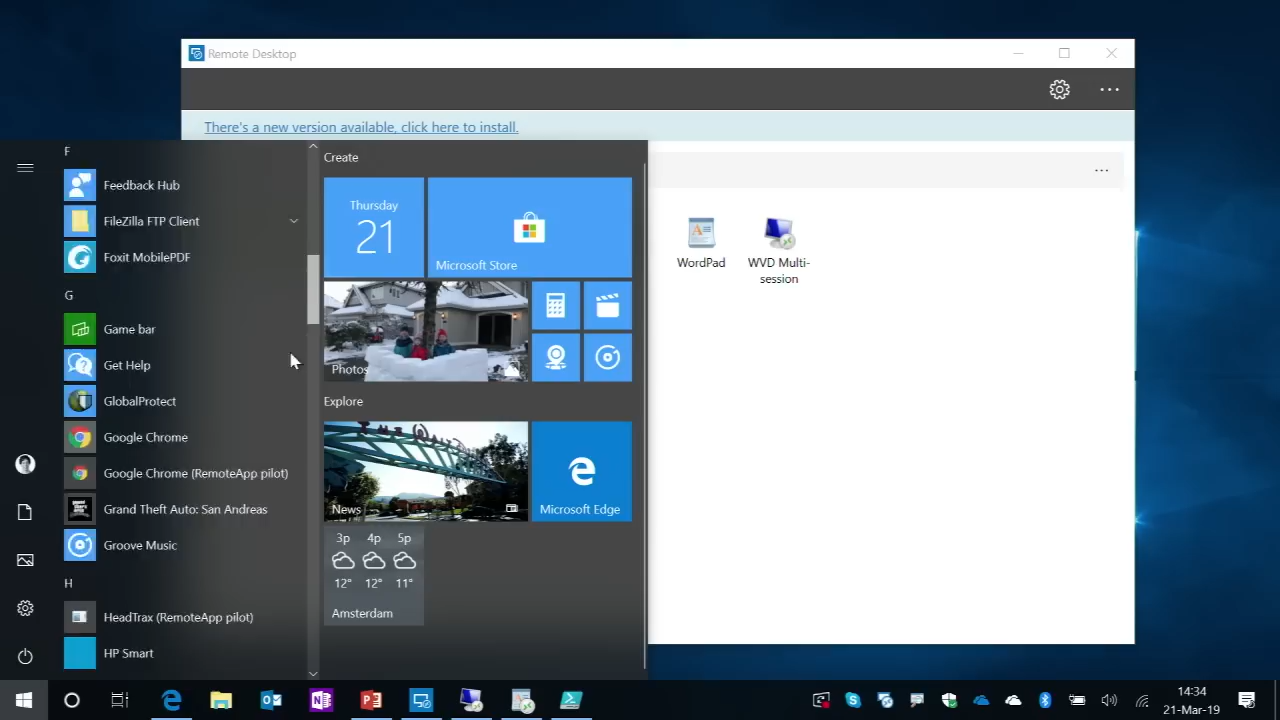 Remote Desktop
There's a new version available, click here to install.
F
Feedback Hub
FileZilla FTP Client
Foxit MobilePDF
G
Game bar
Get Help
GlobalProtect
Google Chrome
Google Chrome (RemoteApp pilot)
Grand Theft Auto: San Andreas
Groove Music
H
HeadTrax (RemoteApp pilot)
HP Smart
Create
Thursday
21
Microsoft Store
Photos
Explore
News
Microsoft Edge
3p 4p 5p
12° 12° 11°
Amsterdam
WordPad
WVD Multi-
session
14:34
21-Mar-19